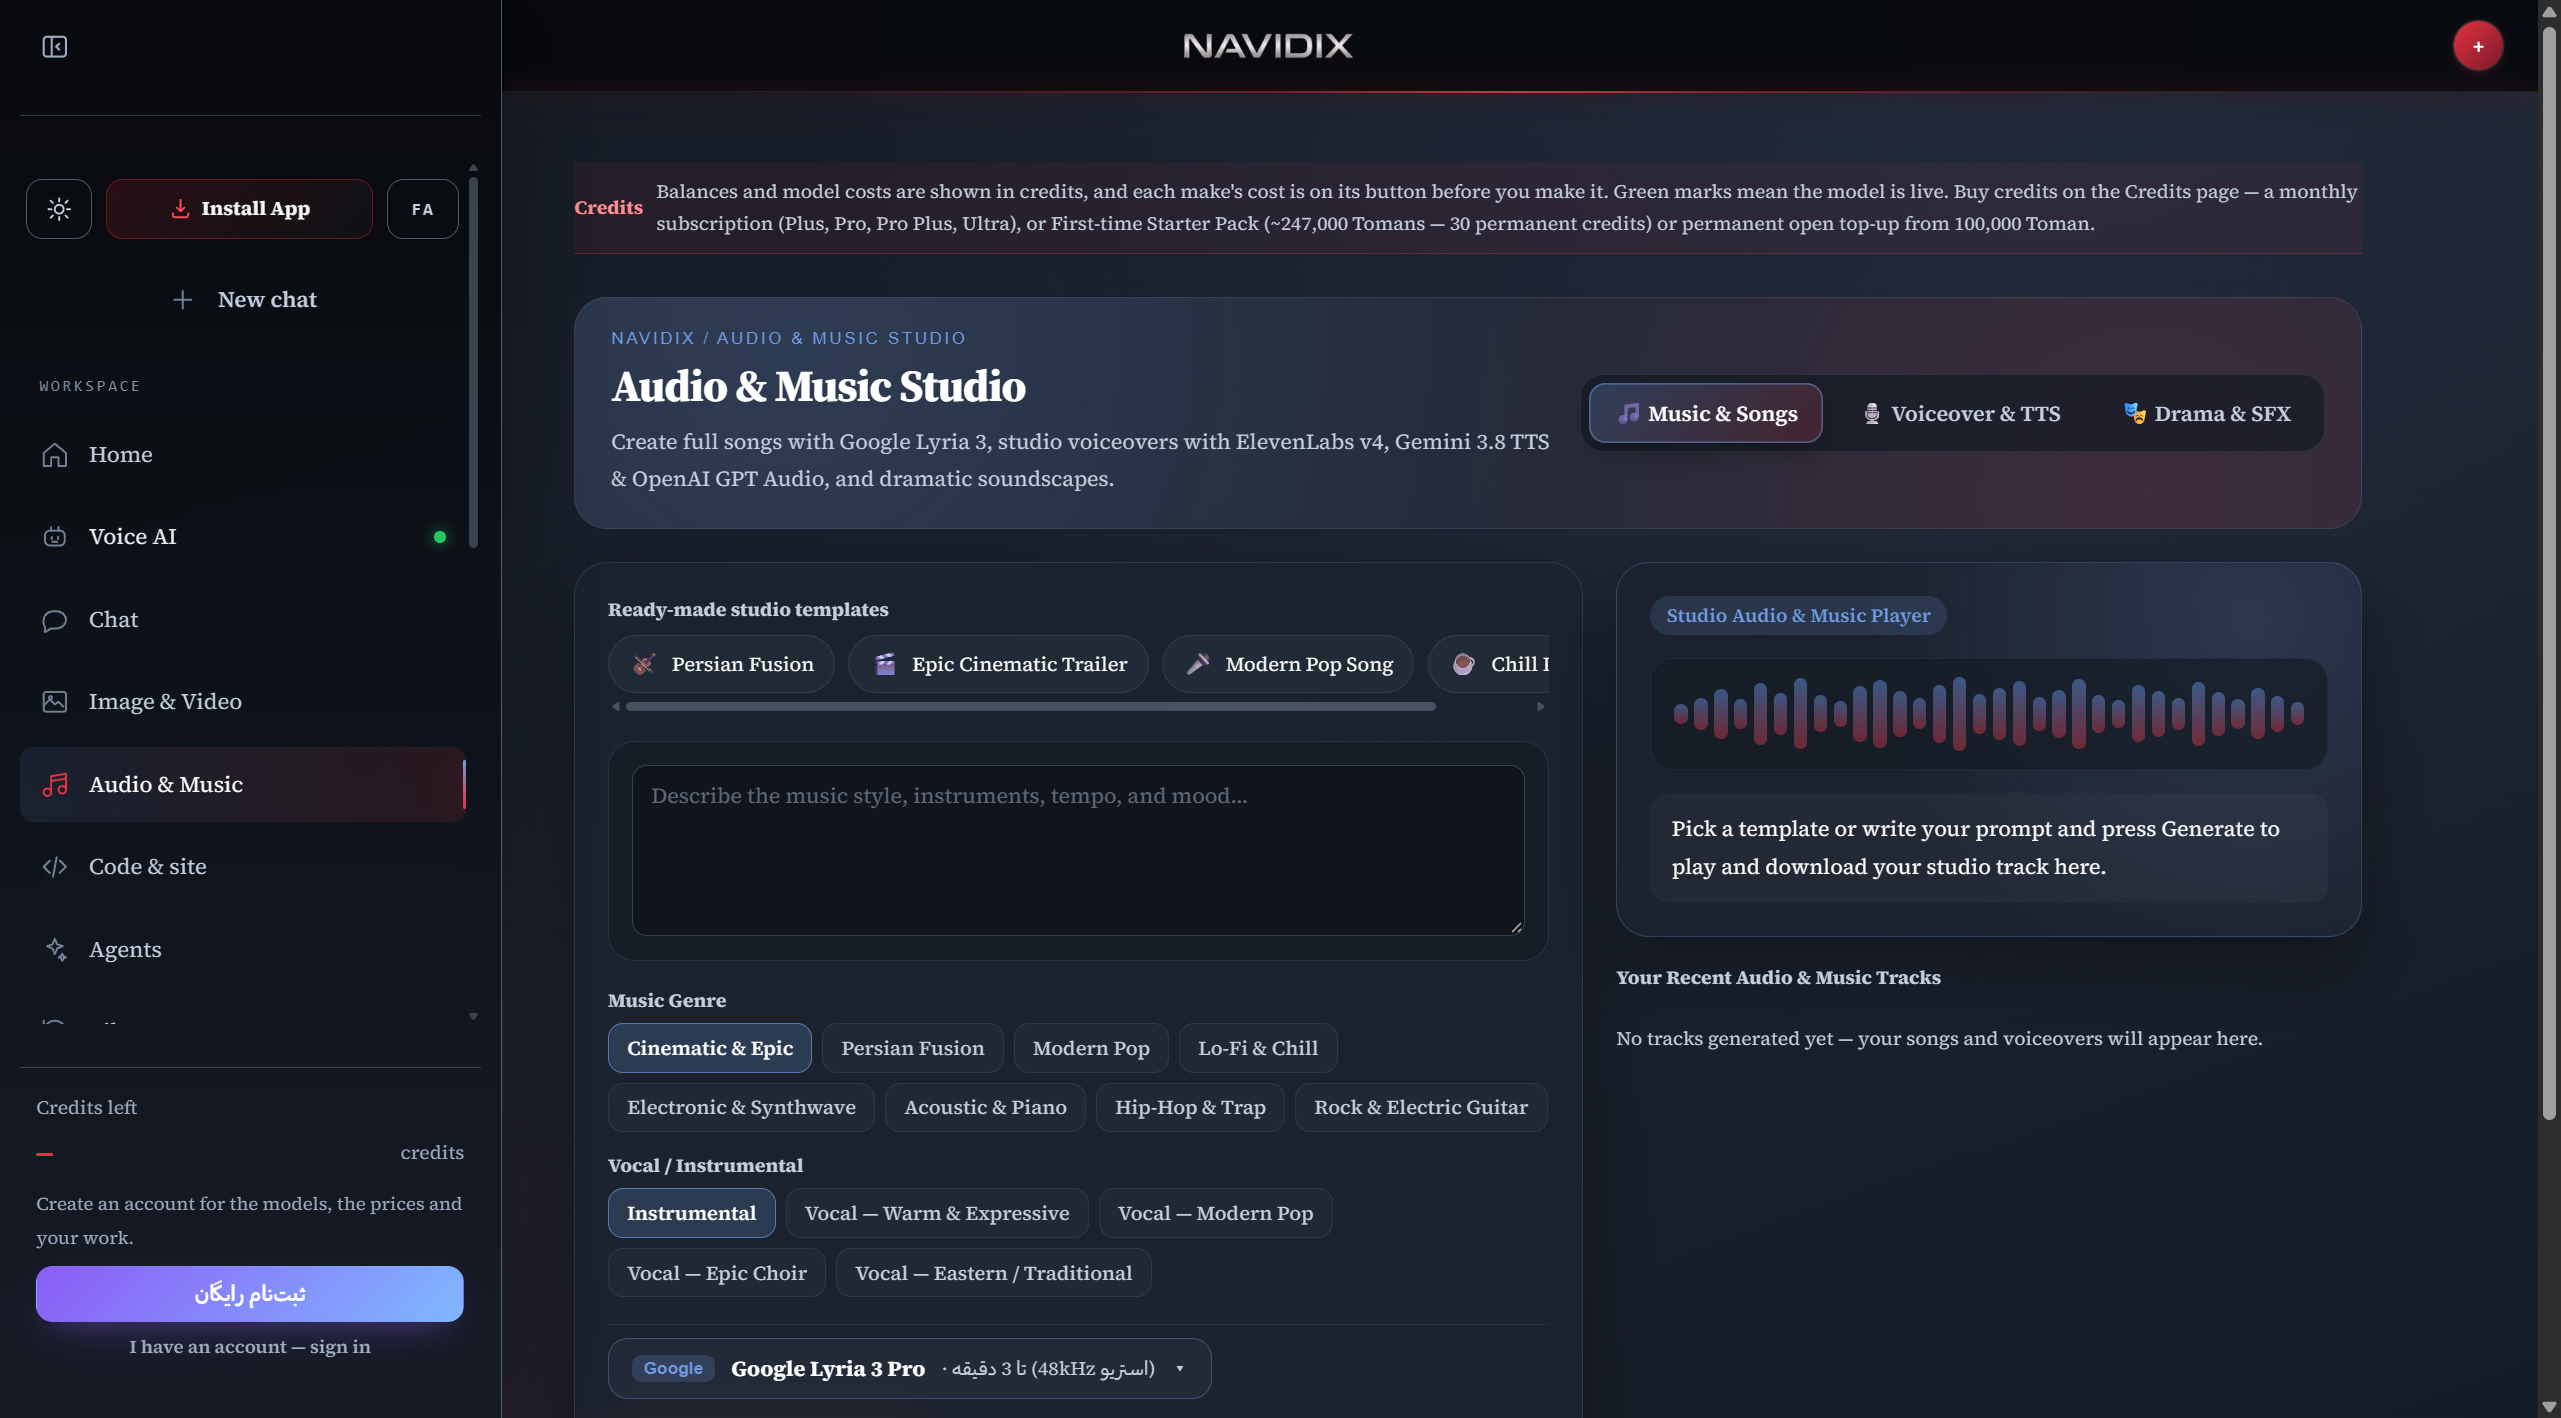 NAVIDIX
+
Install App
FA
New chat
WORKSPACE
Home
Voice AI
Chat
Image & Video
Audio & Music
Code & site
Agents
Credits left
credits
Create an account for the models, the prices and
your work.
ثبت‌نام رایگان
I have an account — sign in
Credits
Balances and model costs are shown in credits, and each make's cost is on its button before you make it. Green marks mean the model is live. Buy credits on the Credits page — a monthly
subscription (Plus, Pro, Pro Plus, Ultra), or First-time Starter Pack (~247,000 Tomans — 30 permanent credits) or permanent open top-up from 100,000 Toman.
NAVIDIX / AUDIO & MUSIC STUDIO
Audio & Music Studio
Create full songs with Google Lyria 3, studio voiceovers with ElevenLabs v4, Gemini 3.8 TTS
& OpenAI GPT Audio, and dramatic soundscapes.
Music & Songs
Voiceover & TTS
Drama & SFX
Ready-made studio templates
Persian Fusion
Epic Cinematic Trailer
Modern Pop Song
Chill
Describe the music style, instruments, tempo, and mood...
Music Genre
Cinematic & Epic
Persian Fusion
Modern Pop
Lo-Fi & Chill
Electronic & Synthwave
Acoustic & Piano
Hip-Hop & Trap
Rock & Electric Guitar
Vocal / Instrumental
Instrumental
Vocal — Warm & Expressive
Vocal — Modern Pop
Vocal — Epic Choir
Vocal — Eastern / Traditional
Google
Google Lyria 3 Pro
· تا 3 دقیقه (48kHz استریو)
Studio Audio & Music Player
Pick a template or write your prompt and press Generate to
play and download your studio track here.
Your Recent Audio & Music Tracks
No tracks generated yet — your songs and voiceovers will appear here.